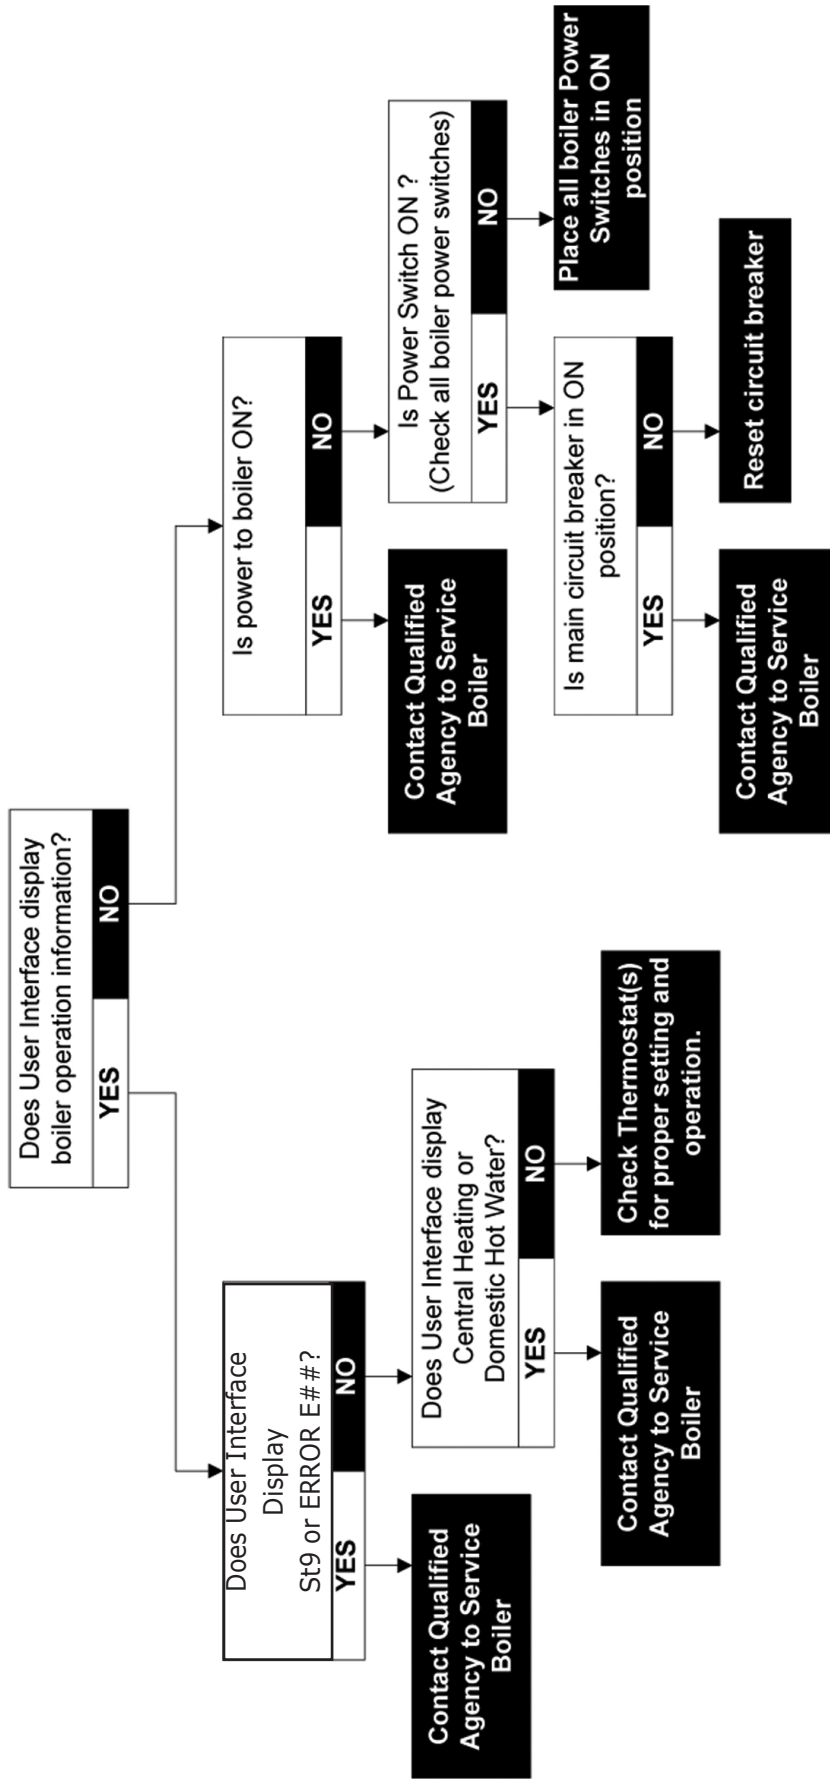 Does User Interface display
boiler operation information?
YES
NO
Does User Interface
Display
St9 or ERROR E##?
YES
NO
Contact Qualified
Agency to Service
Boiler
Does User Interface display
Central Heating or
Domestic Hot Water?
YES
NO
Contact Qualified
Agency to Service
Boiler
Check Thermostat(s)
for proper setting and
operation.
Is power to boiler ON?
YES
NO
Contact Qualified
Agency to Service
Boiler
Is Power Switch ON ?
(Check all boiler power switches)
YES
NO
Is main circuit breaker in ON
position?
YES
NO
Contact Qualified
Agency to Service
Boiler
Reset circuit breaker
Place all boiler Power
Switches in ON
position